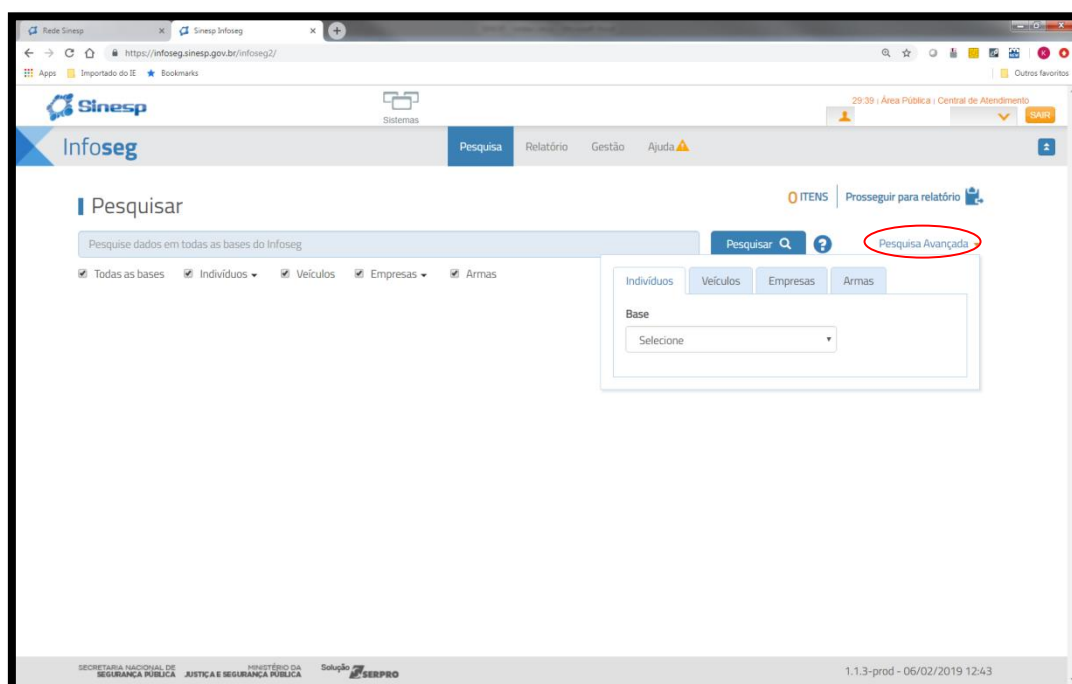 Rede Sinesp × Sinesp Infoseg ×
https://infoseg.sinesp.gov.br/infoseg2/
Apps Importado do IE Bookmarks Outros favoritos
Sinesp
Sistemas
29:39 | Área Pública | Central de Atendimento
SAIR
Infoseg
Pesquisa Relatório Gestão Ajuda
Pesquisar
0 ITENS Prosseguir para relatório
Pesquise dados em todas as bases do Infoseg
Pesquisar ? Pesquisa Avançada
Todas as bases Indivíduos Veículos Empresas Armas
Indivíduos Veículos Empresas Armas
Base
Selecione
SECRETARIA NACIONAL DE SEGURANÇA PÚBLICA
MINISTÉRIO DA JUSTIÇA E SEGURANÇA PÚBLICA
Solução SERPRO
1.1.3-prod - 06/02/2019 12:43